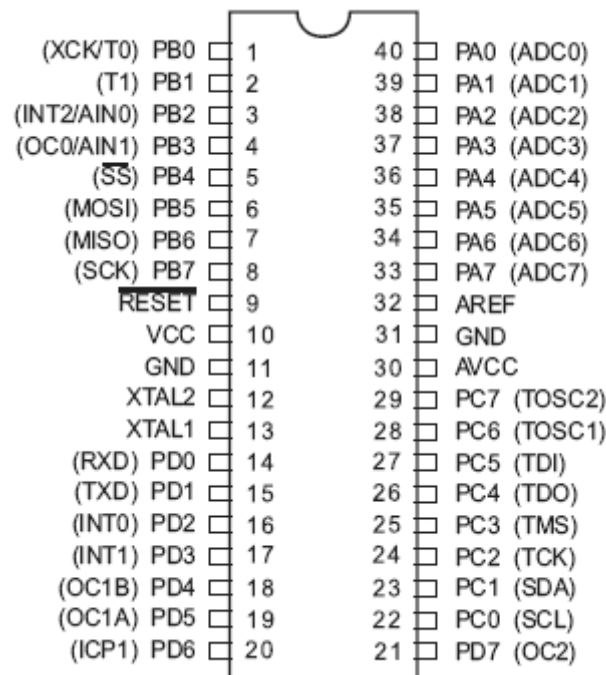 (XCK/T0) PB0 1 40 PA0 (ADC0)
(T1) PB1 2 39 PA1 (ADC1)
(INT2/AIN0) PB2 3 38 PA2 (ADC2)
(OC0/AIN1) PB3 4 37 PA3 (ADC3)
(SS) PB4 5 36 PA4 (ADC4)
(MOSI) PB5 6 35 PA5 (ADC5)
(MISO) PB6 7 34 PA6 (ADC6)
(SCK) PB7 8 33 PA7 (ADC7)
RESET 9 32 AREF
VCC 10 31 GND
GND 11 30 AVCC
XTAL2 12 29 PC7 (TOSC2)
XTAL1 13 28 PC6 (TOSC1)
(RXD) PD0 14 27 PC5 (TDI)
(TXD) PD1 15 26 PC4 (TDO)
(INT0) PD2 16 25 PC3 (TMS)
(INT1) PD3 17 24 PC2 (TCK)
(OC1B) PD4 18 23 PC1 (SDA)
(OC1A) PD5 19 22 PC0 (SCL)
(ICP1) PD6 20 21 PD7 (OC2)